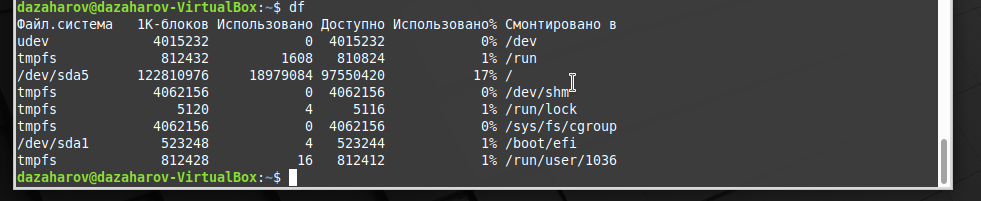 dazaharov@dazaharov-VirtualBox:~$ df
Файл.система 1K-блоков Использовано Доступно Использовано% Смонтировано в
udev 4015232 0 4015232 0% /dev
tmpfs 812432 1608 810824 1% /run
/dev/sda5 122810976 18979084 97550420 17% /
tmpfs 4062156 0 4062156 0% /dev/shm
tmpfs 5120 4 5116 1% /run/lock
tmpfs 4062156 0 4062156 0% /sys/fs/cgroup
/dev/sda1 523248 4 523244 1% /boot/efi
tmpfs 812428 16 812412 1% /run/user/1036
dazaharov@dazaharov-VirtualBox:~$